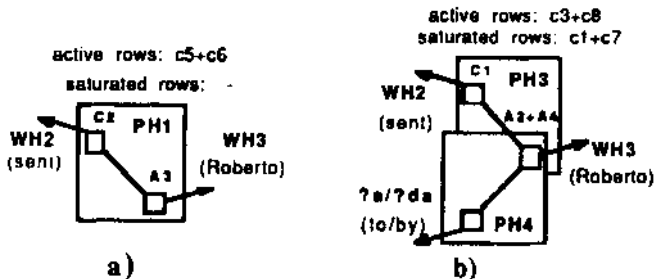 active rows: c5+c6
saturated rows: -
C2
PH1
WH2
(sent)
A3
WH3
(Roberto)
a)
active rows: c3+c8
saturated rows: c1+c7
C1
PH3
WH2
(sent)
A2+A4
WH3
(Roberto)
?a/?da
(to/by)
PH4
b)